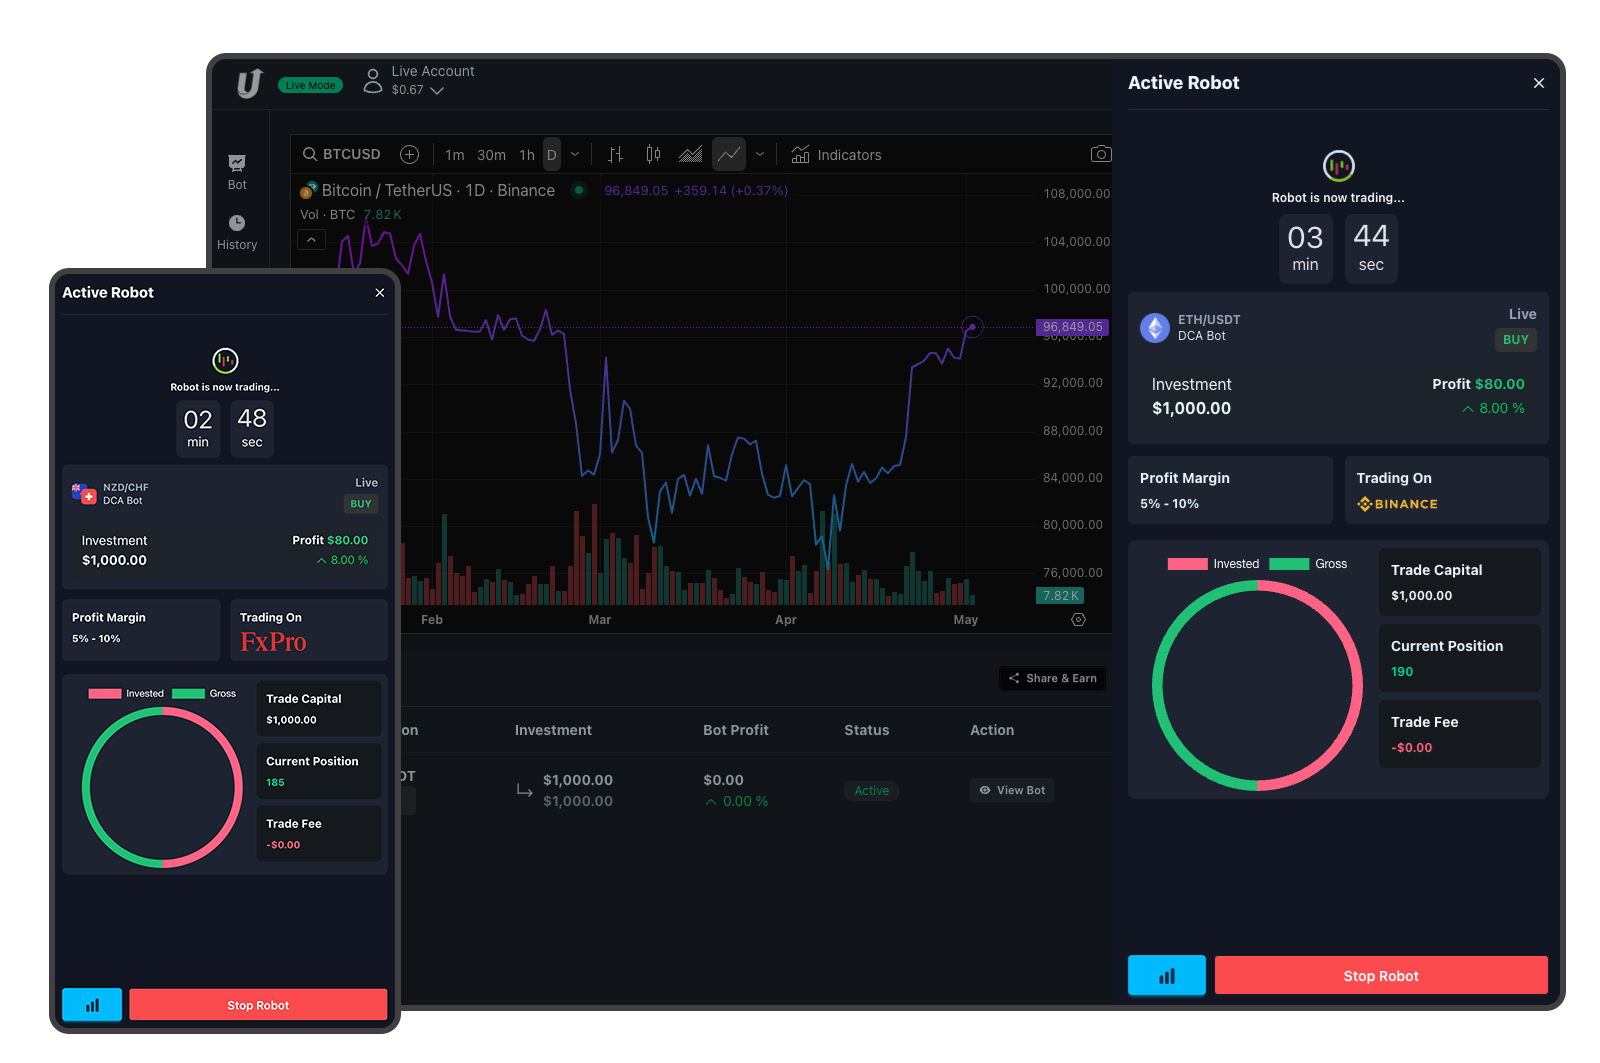 Live Mode
Live Account
$0.67
Bot
History
BTCUSD
1m 30m 1h D
Indicators
Bitcoin / TetherUS · 1D · Binance
96,849.05 +359.14 (+0.37%)
Vol · BTC 7.82 K
108,000.00
104,000.00
100,000.00
96,849.05
96,000.00
92,000.00
88,000.00
84,000.00
80,000.00
76,000.00
7.82 K
Feb Mar Apr May
Share & Earn
on Investment Bot Profit Status Action
DT
$1,000.00
$1,000.00
$0.00
0.00 %
Active
View Bot
Active Robot
Robot is now trading...
03 44
min sec
ETH/USDT
DCA Bot
Live
BUY
Investment
$1,000.00
Profit $80.00
8.00 %
Profit Margin
5% - 10%
Trading On
BINANCE
Invested Gross
Trade Capital
$1,000.00
Current Position
190
Trade Fee
-$0.00
Stop Robot
Active Robot
Robot is now trading...
02 48
min sec
NZD/CHF
DCA Bot
Live
BUY
Investment
$1,000.00
Profit $80.00
8.00 %
Profit Margin
5% - 10%
Trading On
FxPro
Invested Gross
Trade Capital
$1,000.00
Current Position
185
Trade Fee
-$0.00
Stop Robot